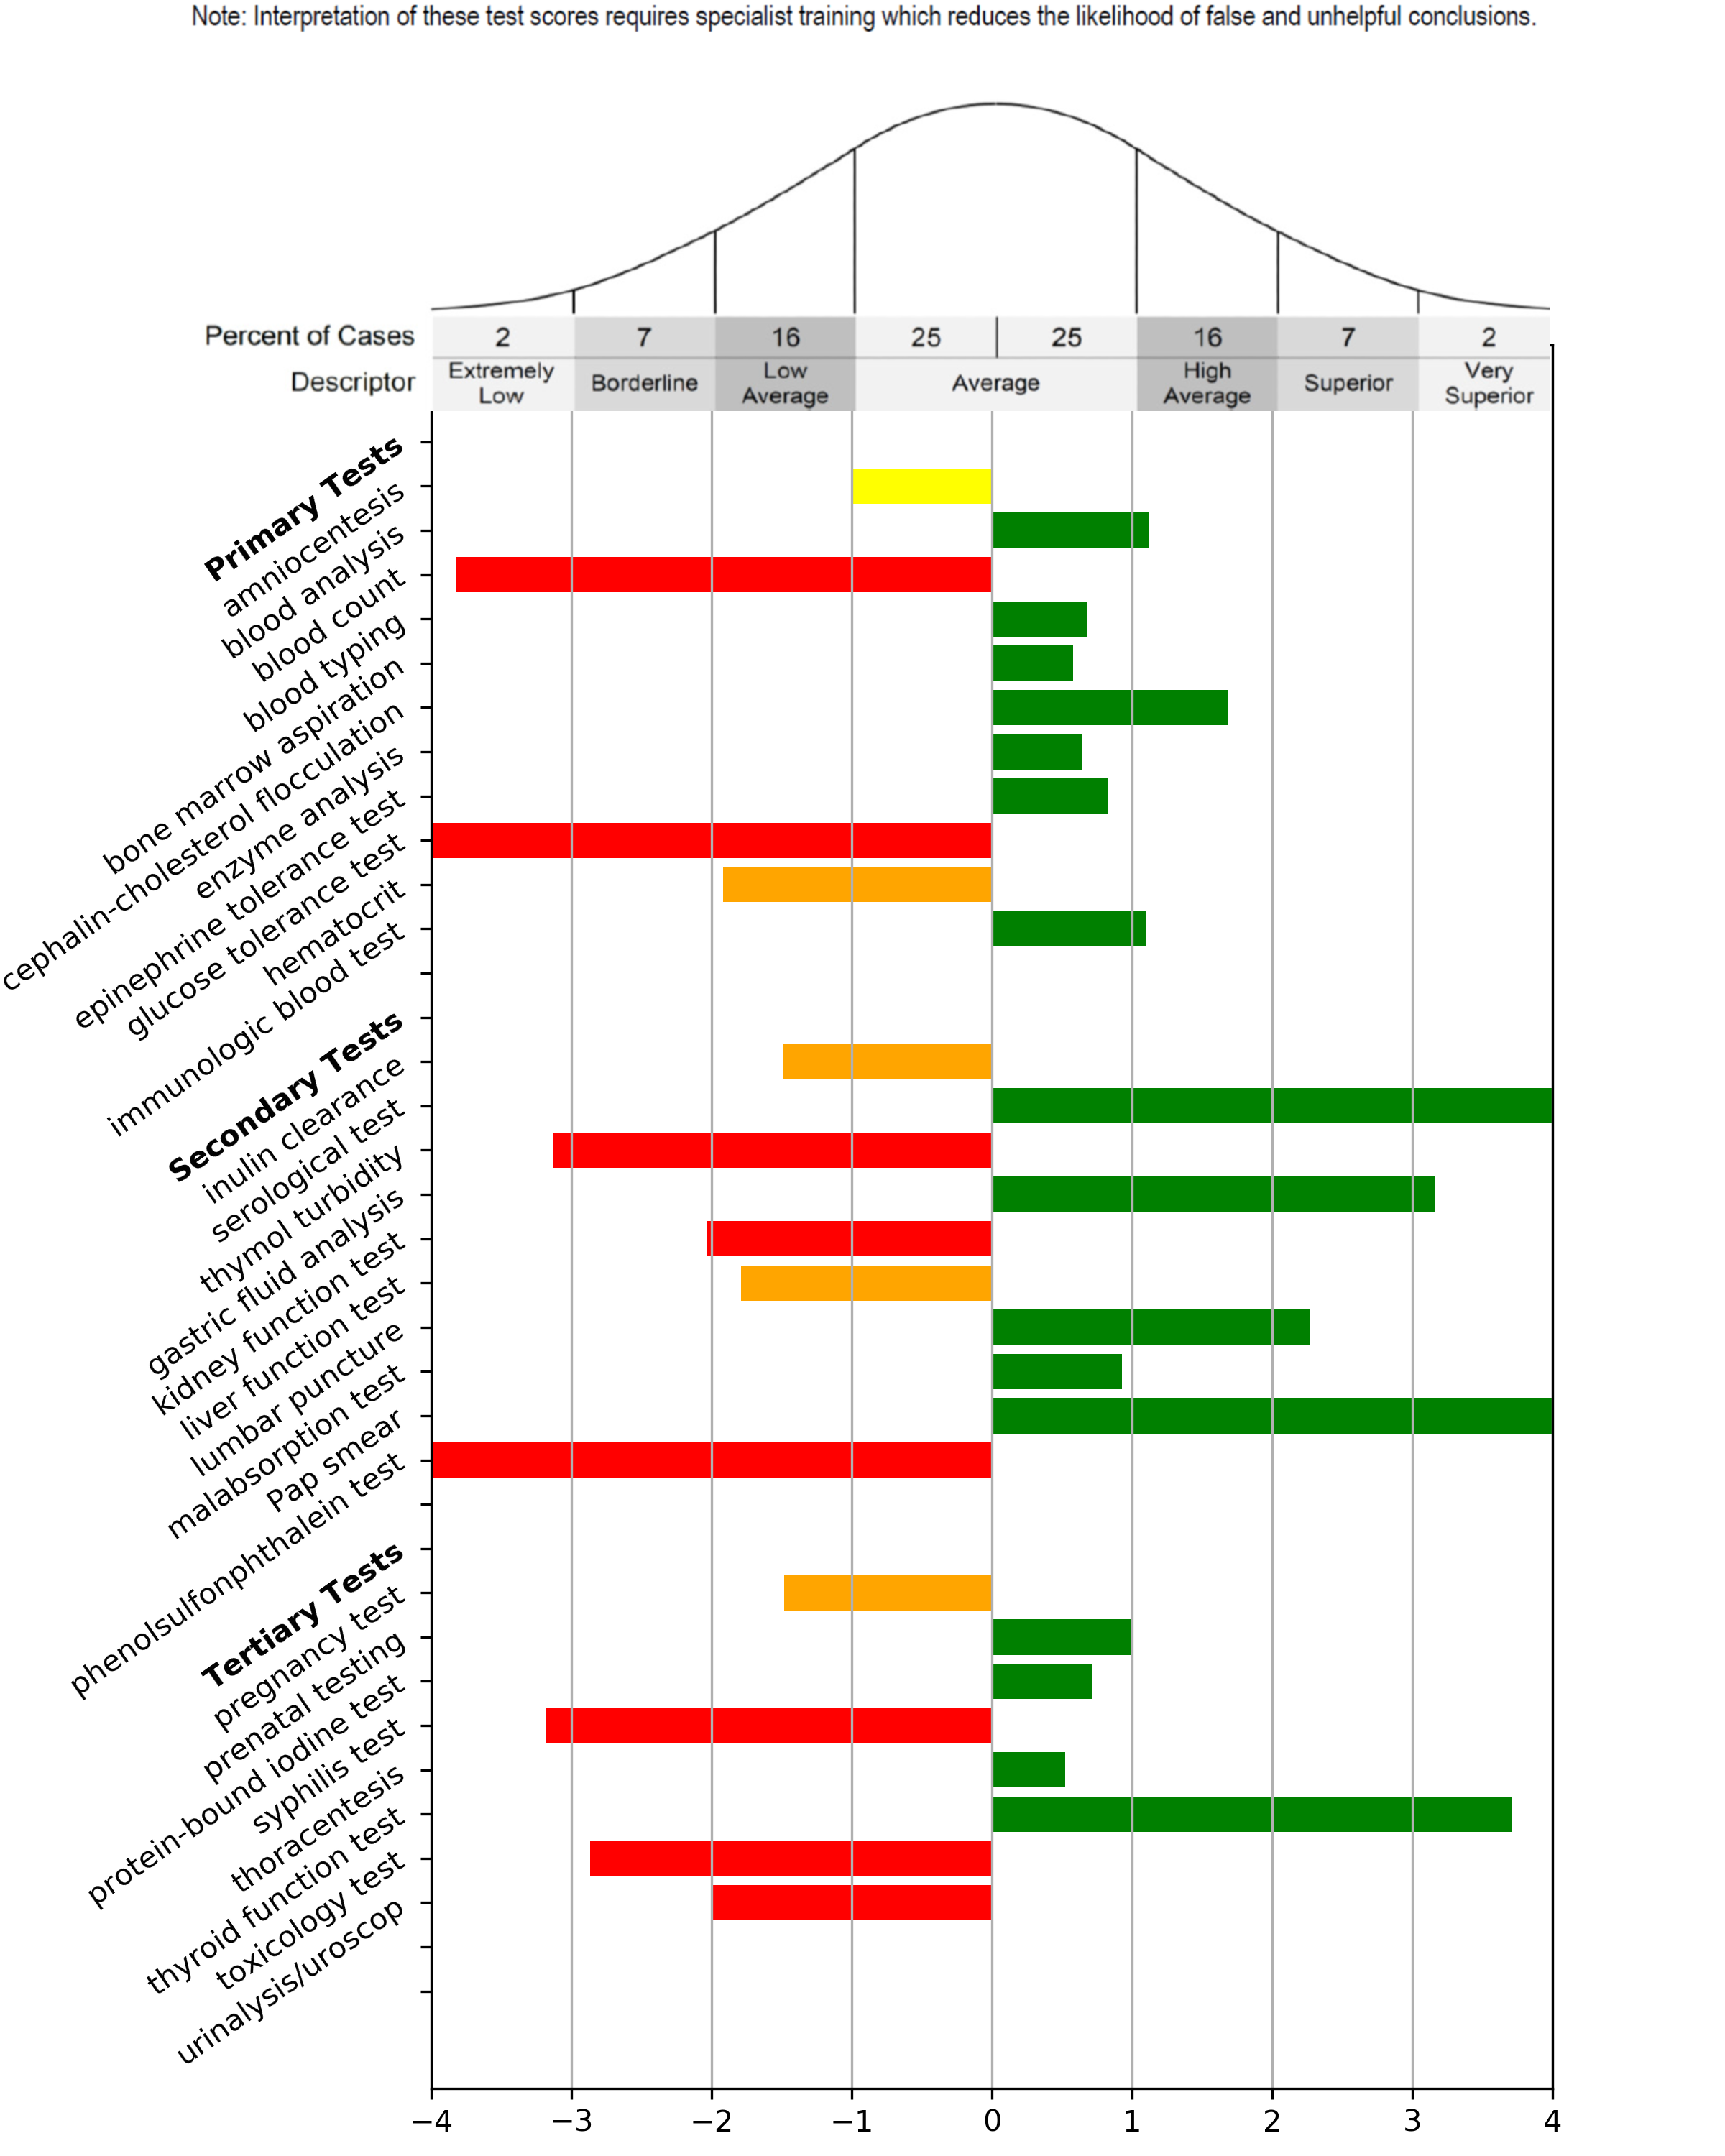 Note: Interpretation of these test scores requires specialist training which reduces the likelihood of false and unhelpful conclusions.
Percent of Cases 2 7 16 25 25 16 7 2
Descriptor Extremely Low Borderline Low Average Average High Average Superior Very Superior
Primary Tests
amniocentesis
blood analysis
blood count
blood typing
bone marrow aspiration
cephalin-cholesterol flocculation
enzyme analysis
epinephrine tolerance test
glucose tolerance test
hematocrit
immunologic blood test
Secondary Tests
inulin clearance
serological test
thymol turbidity
gastric fluid analysis
kidney function test
liver function test
lumbar puncture
malabsorption test
Pap smear
phenolsulfonphthalein test
Tertiary Tests
pregnancy test
prenatal testing
protein-bound iodine test
syphilis test
thoracentesis
thyroid function test
toxicology test
urinalysis/uroscop
−4 −3 −2 −1 0 1 2 3 4